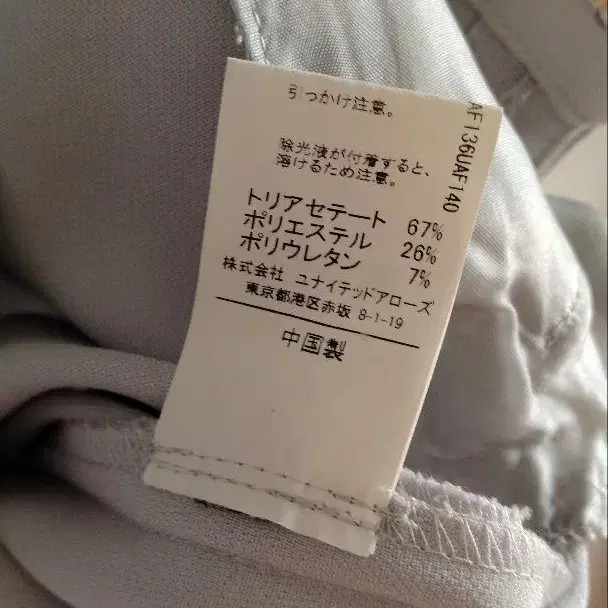 引っかけ注意。
除光液が付着すると、
溶けるため注意。
トリアセテート 67%
ポリエステル 26%
ポリウレタン 7%
株式会社 ユナイテッドアローズ
東京都港区赤坂 8-1-19
中国製
AF136UAF140